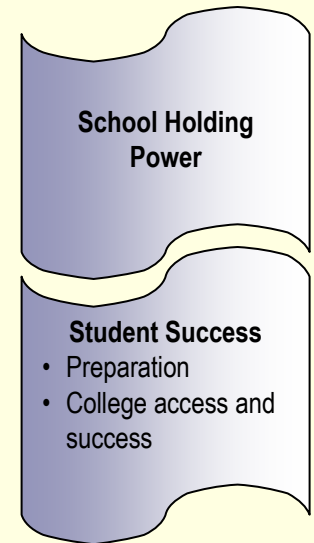 School Holding
Power
Student Success
• Preparation
• College access and
success